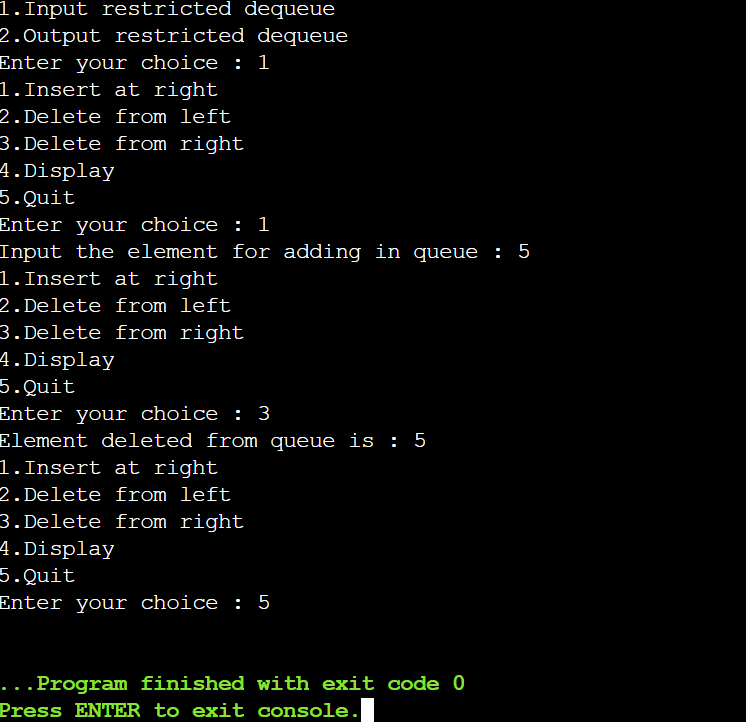 1.Input restricted dequeue
2.Output restricted dequeue
Enter your choice : 1
1.Insert at right
2.Delete from left
3.Delete from right
4.Display
5.Quit
Enter your choice : 1
Input the element for adding in queue : 5
1.Insert at right
2.Delete from left
3.Delete from right
4.Display
5.Quit
Enter your choice : 3
Element deleted from queue is : 5
1.Insert at right
2.Delete from left
3.Delete from right
4.Display
5.Quit
Enter your choice : 5
...Program finished with exit code 0
Press ENTER to exit console.